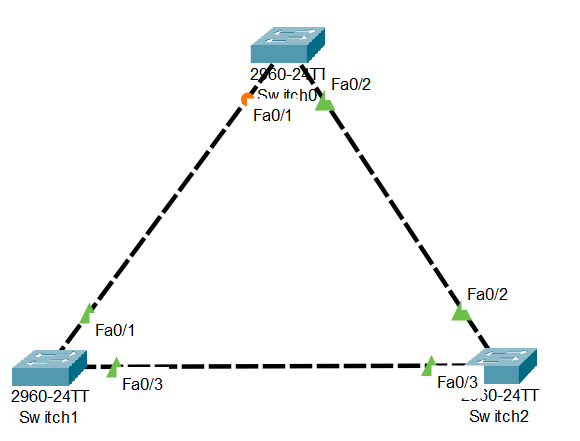 2960-24TT
Switch0
Fa0/2
Fa0/1
Fa0/2
Fa0/1
Fa0/3
Fa0/3
2960-24TT
Switch1
2960-24TT
Switch2